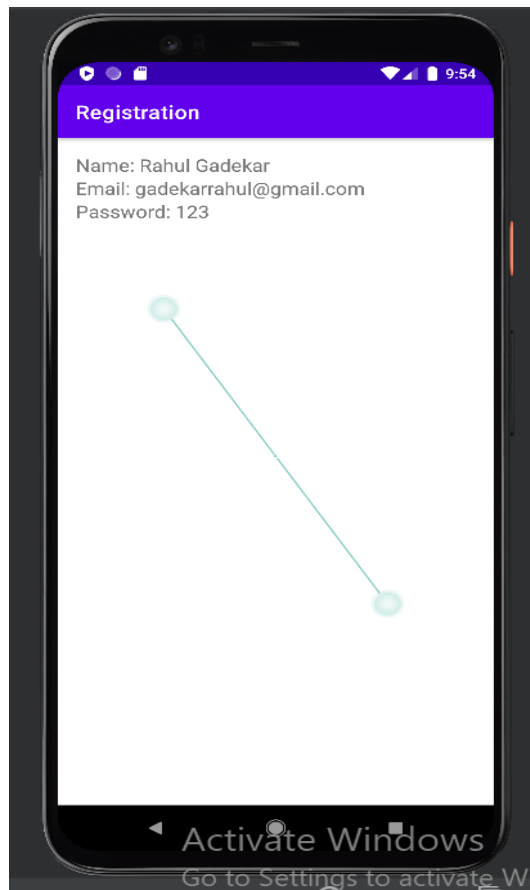 9:54
Registration
Name: Rahul Gadekar
Email: gadekarrahul@gmail.com
Password: 123
Activate Windows
Go to Settings to activate W